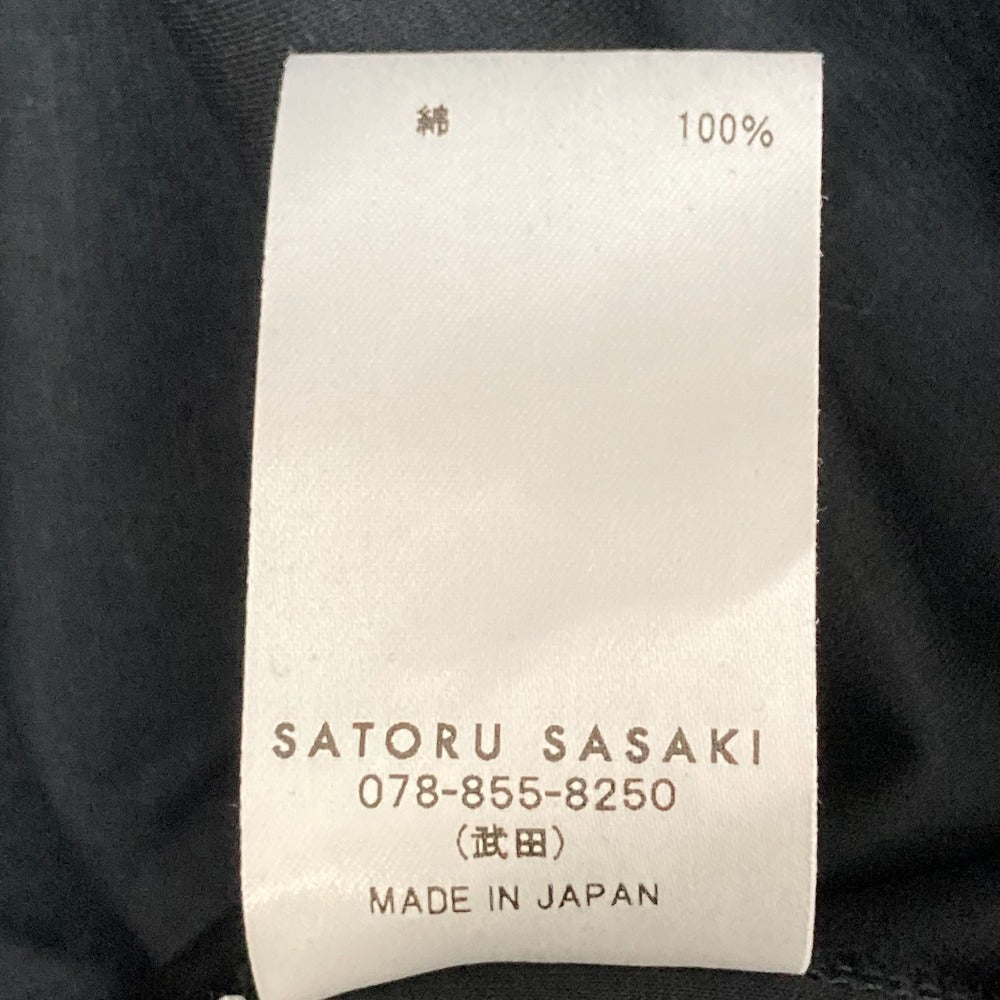 綿 100%
SATORU SASAKI
078-855-8250
(武田)
MADE IN JAPAN